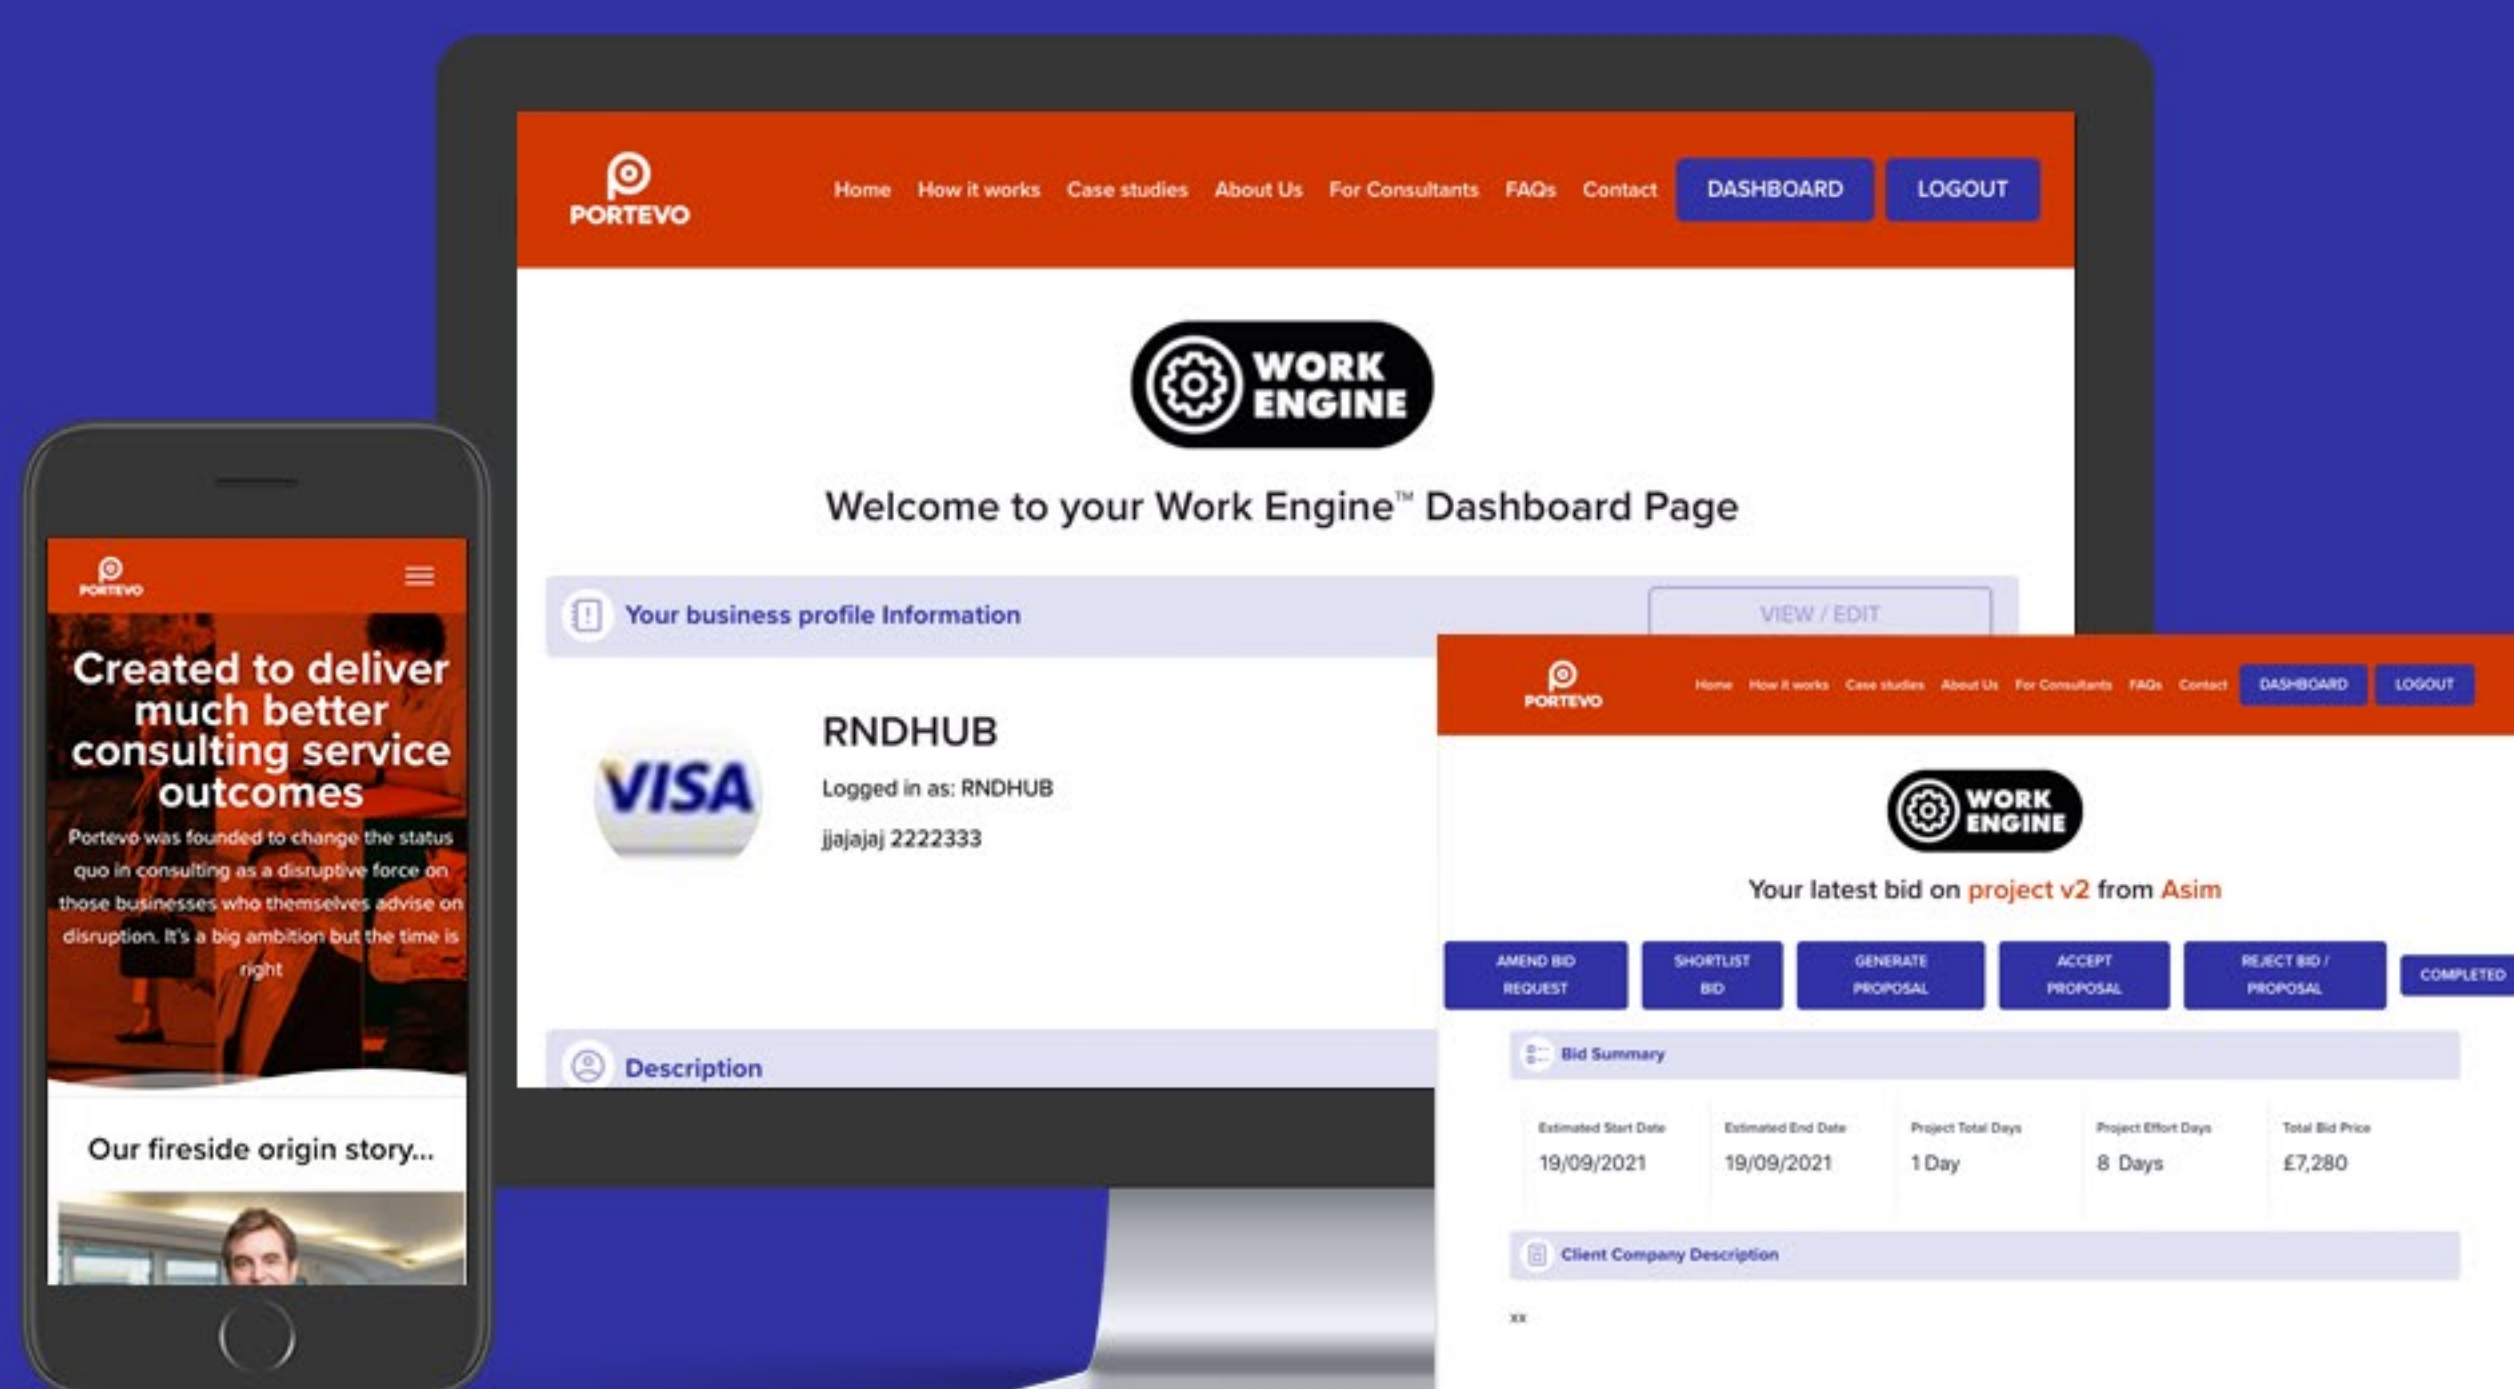 PORTEVO
Home How it works Case studies About Us For Consultants FAQs Contact DASHBOARD LOGOUT
WORK
ENGINE
Welcome to your Work Engine™ Dashboard Page
Your business profile Information
VIEW / EDIT
VISA
RNDHUB
Logged in as: RNDHUB
jjajajaj 2222333
Description
PORTEVO
Created to deliver
much better
consulting service
outcomes
Portevo was founded to change the status
quo in consulting as a disruptive force on
those businesses who themselves advise on
disruption. It's a big ambition but the time is
right
Our fireside origin story...
PORTEVO
Home How it works Case studies About Us For Consultants FAQs Contact DASHBOARD LOGOUT
WORK
ENGINE
Your latest bid on project v2 from Asim
AMEND BID
REQUEST
SHORTLIST
BID
GENERATE
PROPOSAL
ACCEPT
PROPOSAL
REJECT BID /
PROPOSAL
COMPLETED
Bid Summary
Estimated Start Date
19/09/2021
Estimated End Date
19/09/2021
Project Total Days
1 Day
Project Effort Days
8 Days
Total Bid Price
£7,280
Client Company Description
xx